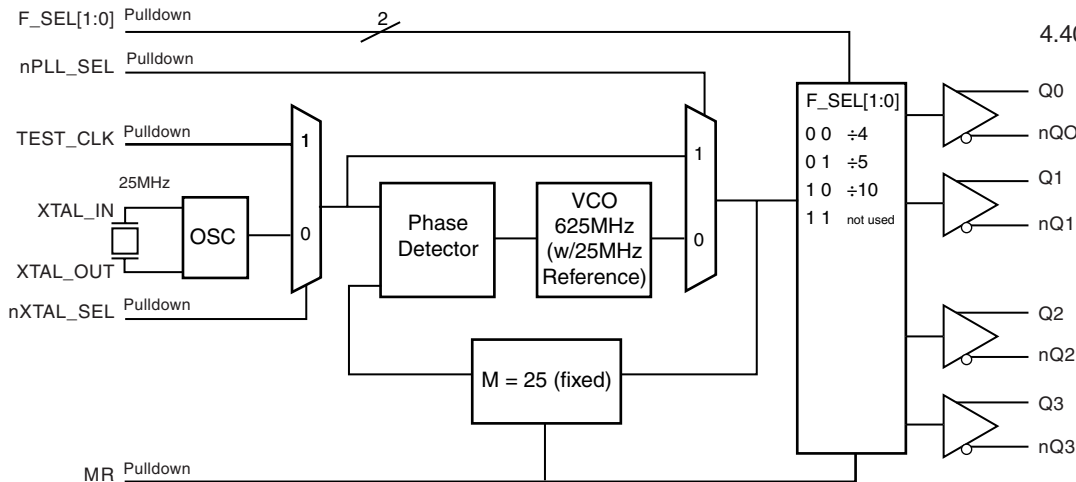 F_SEL[1:0] Pulldown
2
nPLL_SEL Pulldown
TEST_CLK Pulldown
25MHz
XTAL_IN
OSC
XTAL_OUT
nXTAL_SEL Pulldown
1
0
Phase
Detector
VCO
625MHz
(w/25MHz
Reference)
1
0
M = 25 (fixed)
MR Pulldown
F_SEL[1:0]
0 0 ÷4
0 1 ÷5
1 0 ÷10
1 1 not used
4.40
Q0
nQO
Q1
nQ1
Q2
nQ2
Q3
nQ3